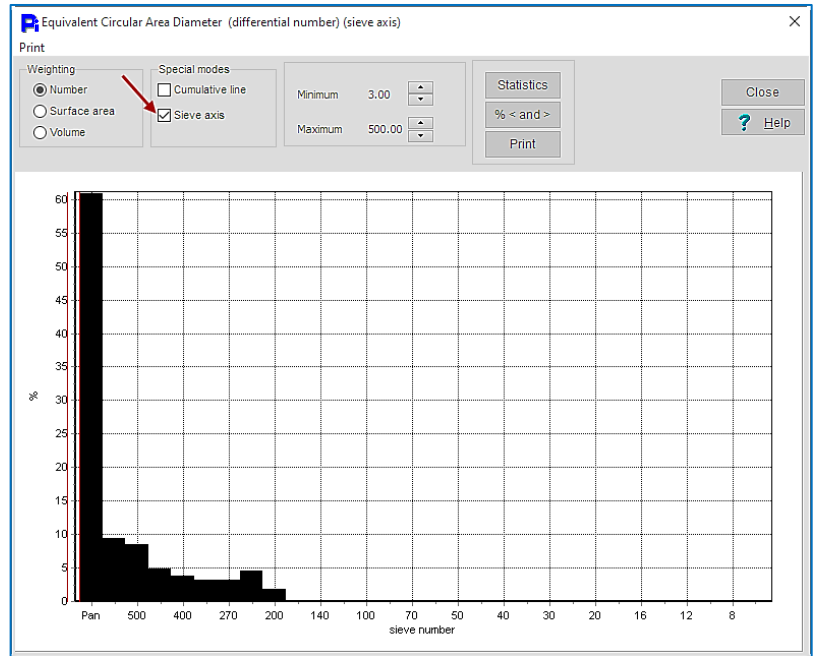 Pi Equivalent Circular Area Diameter (differential number) (sieve axis)
Print
Weighting
Number
Surface area
Volume
Special modes
Cumulative line
Sieve axis
Minimum 3.00
Maximum 500.00
Statistics
% < and >
Print
Close
? Help
60
55
50
45
40
35
30
25
20
15
10
5
0
%
Pan 500 400 270 200 140 100 70 50 40 30 20 16 12 8
sieve number